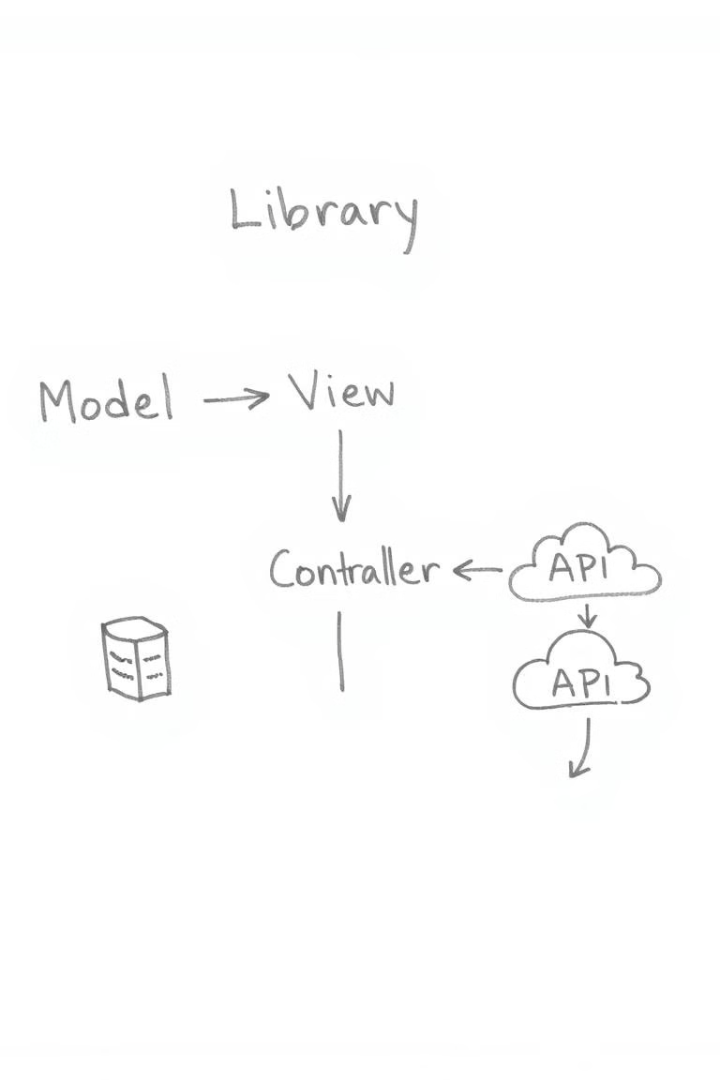 Library
Model → View
Contraller ← API
API